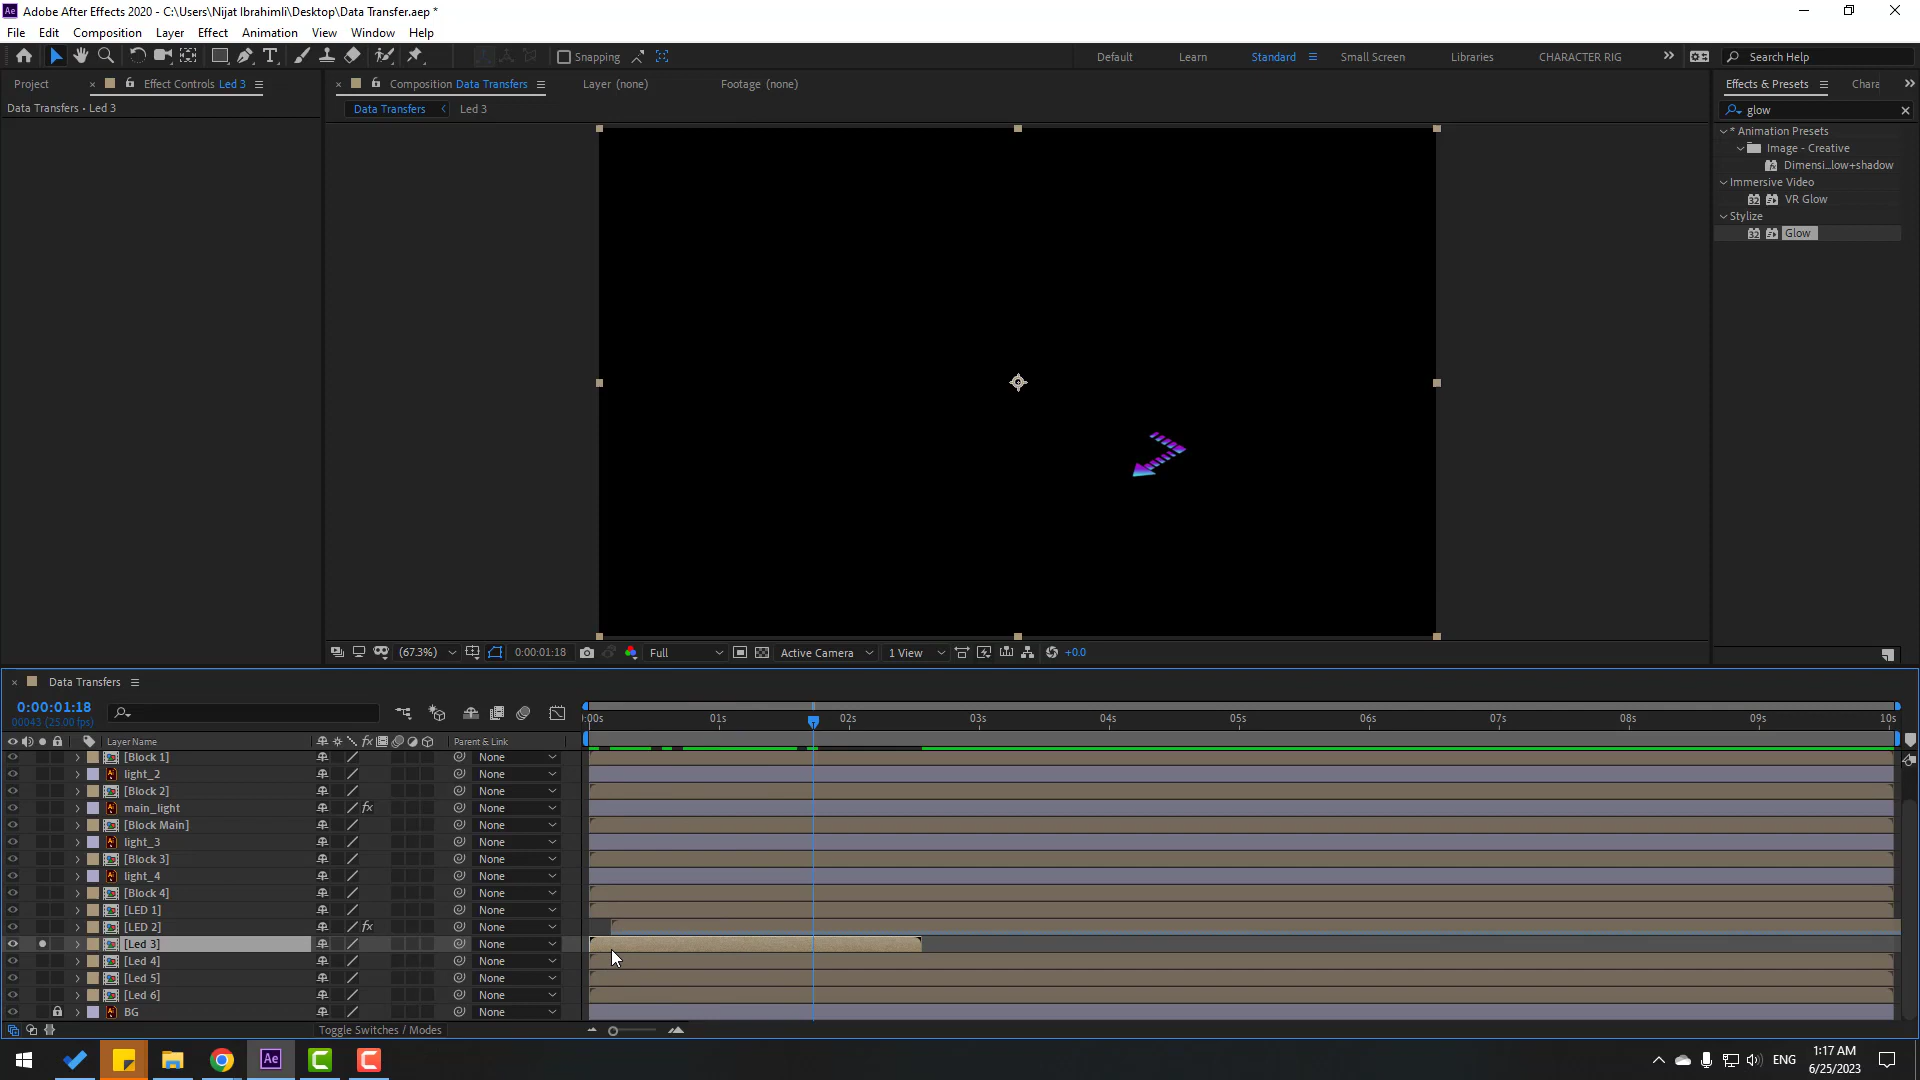 Adobe After Effects 2020 - C:\Users\Nijat Ibrahimli\Desktop\Data Transfer.aep *
File Edit Composition Layer Effect Animation View Window Help
Snapping
Default Learn Standard Small Screen Libraries CHARACTER RIG
Search Help
Project
Effect Controls Led 3
Composition Data Transfers
Layer (none)
Footage (none)
Effects & Presets
Chara
Data Transfers • Led 3
Data Transfers
Led 3
glow
* Animation Presets
Image - Creative
Dimensi...low+shadow
Immersive Video
VR Glow
Stylize
Glow
(67.3%)
0:00:01:18
Full
Active Camera
1 View
+0.0
Data Transfers
0:00:01:18
00043 (25.00 fps)
):00s 01s 02s 03s 04s 05s 06s 07s 08s 09s 10s
Layer Name
Parent & Link
[Block 1] None
light_2 None
[Block 2] None
main_light None
[Block Main] None
light_3 None
[Block 3] None
light_4 None
[Block 4] None
[LED 1] None
[LED 2] None
[Led 3] None
[Led 4] None
[Led 5] None
[Led 6] None
BG None
Toggle Switches / Modes
ENG
1:17 AM
6/25/2023